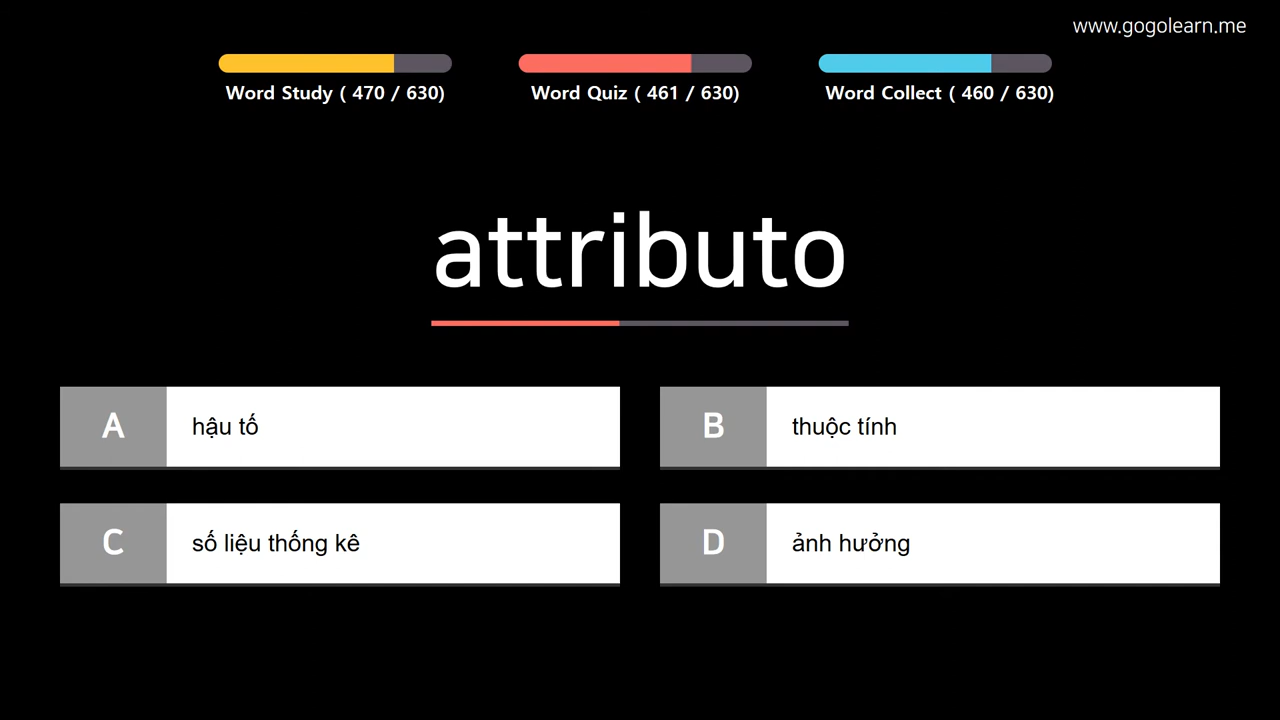 www.gogolearn.me
Word Study ( 470 / 630)
Word Quiz ( 461 / 630)
Word Collect ( 460 / 630)
attributo
A hậu tố
B thuộc tính
C số liệu thống kê
D ảnh hưởng